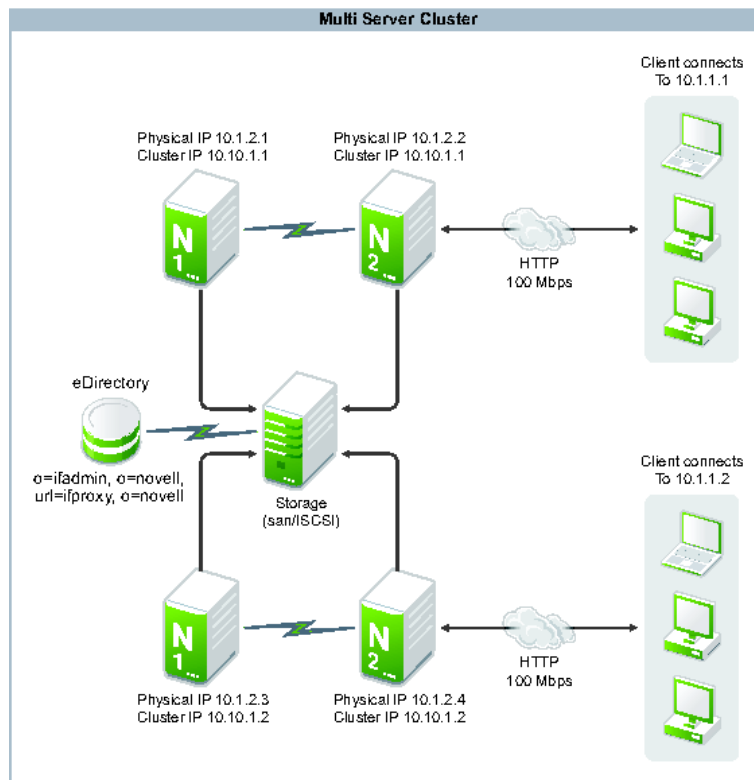 Multi Server Cluster
Client connects
To 10.1.1.1
Physical IP 10.1.2.1
Cluster IP 10.10.1.1
Physical IP 10.1.2.2
Cluster IP 10.10.1.1
N
1
N
2
HTTP
100 Mbps
eDirectory
o=ifadmin, o=novell,
url=ifproxy, o=novell
Storage
(san/ISCSI)
Client connects
To 10.1.1.2
N
1
N
2
HTTP
100 Mbps
Physical IP 10.1.2.3
Cluster IP 10.10.1.2
Physical IP 10.1.2.4
Cluster IP 10.10.1.2